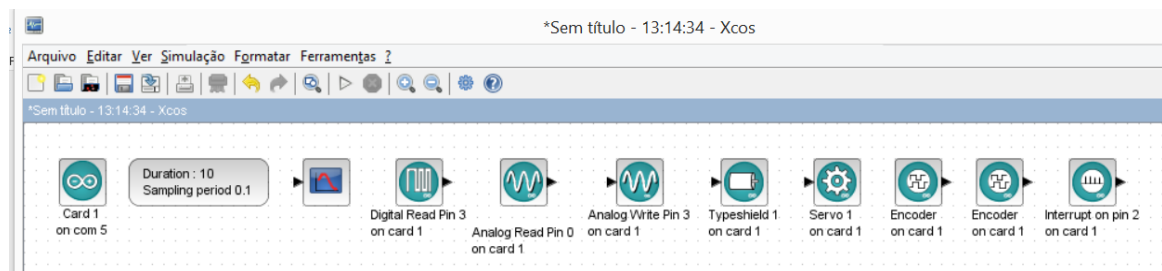 *Sem título - 13:14:34 - Xcos
Arquivo Editar Ver Simulação Formatar Ferramentas ?
*Sem título - 13:14:34 - Xcos
Duration : 10
Sampling period 0.1
Card 1
on com 5
Digital Read Pin 3
on card 1
Analog Read Pin 0
on card 1
Analog Write Pin 3
on card 1
Typeshield 1
on card 1
Servo 1
on card 1
Encoder
on card 1
Encoder
on card 1
Interrupt on pin 2
on card 1